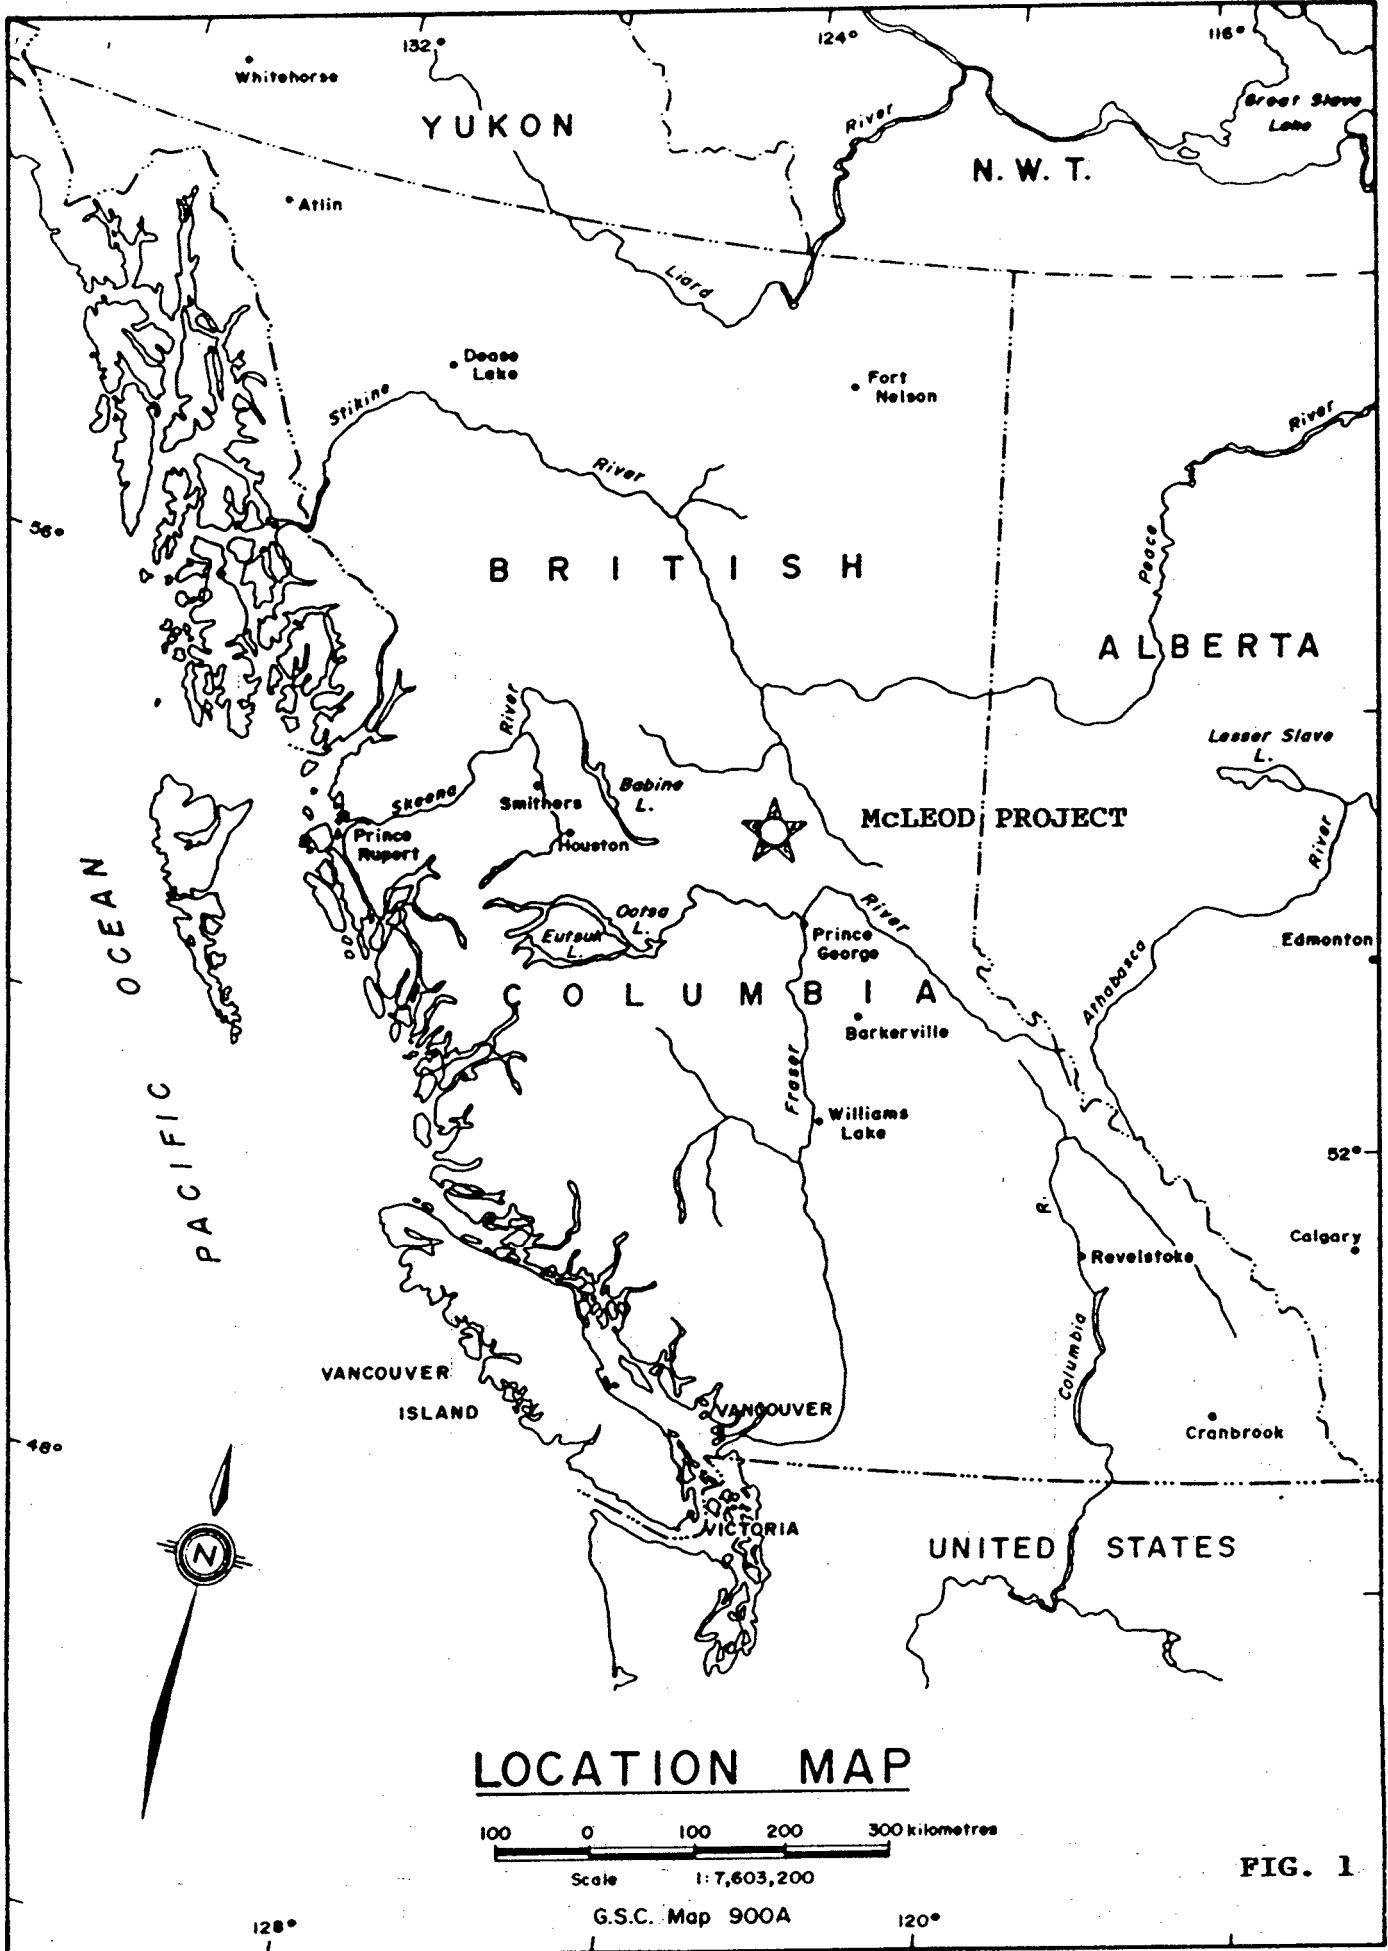 132°
124°
116°
Whitehorse
YUKON
River
Great Slave
Lake
N.W.T.
Atlin
Liard
Dease
Lake
Fort
Nelson
Stikine
River
River
56°
BRITISH
Peace
ALBERTA
River
Skeena
Smithers
Babine
L.
Houston
Lesser Slave
L.
McLEOD PROJECT
Prince
Rupert
River
Ootsa
L.
Eutsuk
L.
River
Prince
George
Edmonton
Athabasca
OCEAN
COLUMBIA
Barkerville
PACIFIC
Fraser
Williams
Lake
52°
R.
Calgary
Revelstoke
Columbia
VANCOUVER
ISLAND
VANCOUVER
Cranbrook
48°
N
VICTORIA
UNITED STATES
LOCATION MAP
100 0 100 200 300 kilometres
Scale 1:7,603,200
G.S.C. Map 900A
FIG. 1
128°
120°